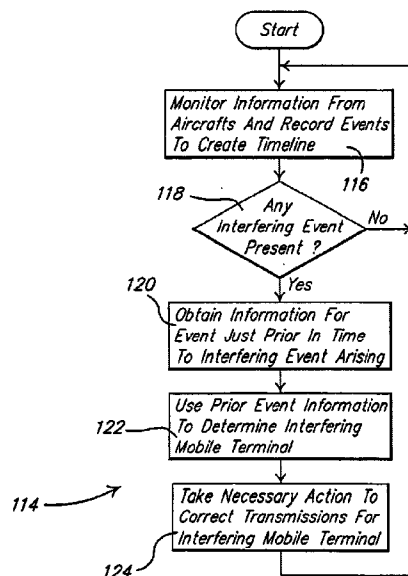 Start
Monitor Information From
Aircrafts And Record Events
To Create Timeline
116
118
Any
Interfering Event
Present ?
No
Yes
120
Obtain Information For
Event Just Prior In Time
To Interfering Event Arising
Use Prior Event Information
To Determine Interfering
Mobile Terminal
122
114
Take Necessary Action To
Correct Transmissions For
Interfering Mobile Terminal
124